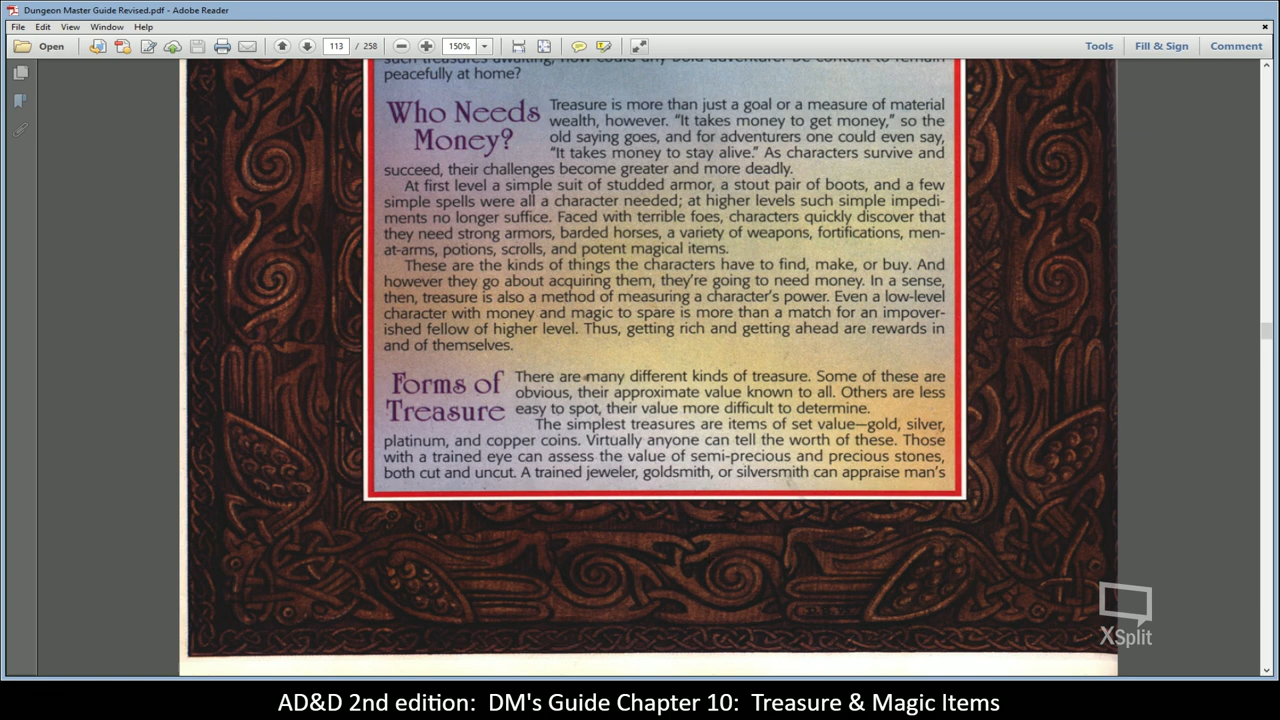 Dungeon Master Guide Revised.pdf - Adobe Reader
File Edit View Window Help
Open 113 / 258 150% Tools Fill & Sign Comment
such treasures awaiting, how could any bold adventurer be content to remain
peacefully at home?
Who Needs
Money?
Treasure is more than just a goal or a measure of material
wealth, however. “It takes money to get money,” so the
old saying goes, and for adventurers one could even say,
“It takes money to stay alive.” As characters survive and
succeed, their challenges become greater and more deadly.
At first level a simple suit of studded armor, a stout pair of boots, and a few
simple spells were all a character needed; at higher levels such simple impedi-
ments no longer suffice. Faced with terrible foes, characters quickly discover that
they need strong armors, barded horses, a variety of weapons, fortifications, men-
at-arms, potions, scrolls, and potent magical items.
These are the kinds of things the characters have to find, make, or buy. And
however they go about acquiring them, they’re going to need money. In a sense,
then, treasure is also a method of measuring a character’s power. Even a low-level
character with money and magic to spare is more than a match for an impover-
ished fellow of higher level. Thus, getting rich and getting ahead are rewards in
and of themselves.
Forms of
Treasure
There are many different kinds of treasure. Some of these are
obvious, their approximate value known to all. Others are less
easy to spot, their value more difficult to determine.
The simplest treasures are items of set value—gold, silver,
platinum, and copper coins. Virtually anyone can tell the worth of these. Those
with a trained eye can assess the value of semi-precious and precious stones,
both cut and uncut. A trained jeweler, goldsmith, or silversmith can appraise man’s
XSplit
AD&D 2nd edition: DM's Guide Chapter 10: Treasure & Magic Items